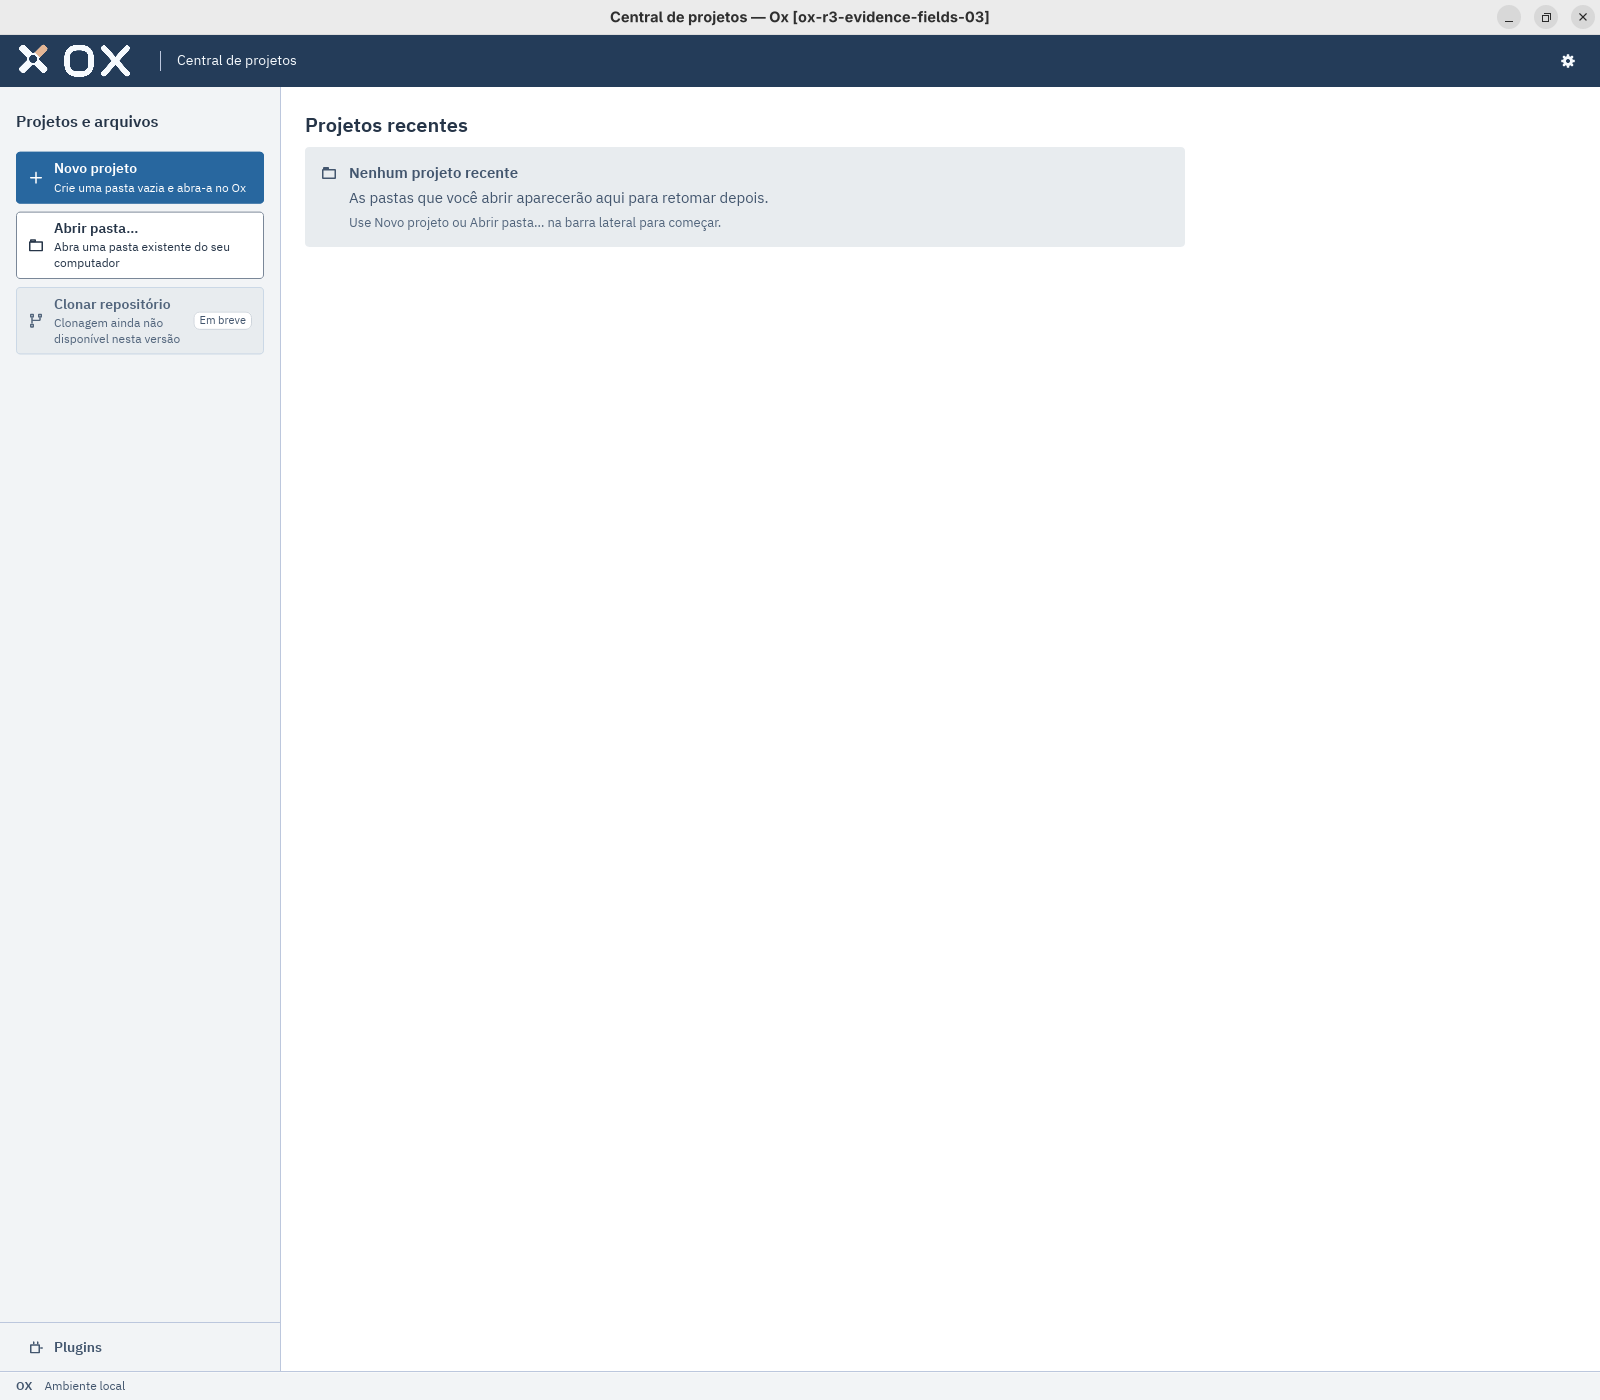 Central de projetos — Ox [ox-r3-evidence-fields-03]
OX
Central de projetos
Projetos e arquivos
Novo projeto
Crie uma pasta vazia e abra-a no Ox
Abrir pasta...
Abra uma pasta existente do seu
computador
Clonar repositório
Clonagem ainda não
disponível nesta versão
Em breve
Projetos recentes
Nenhum projeto recente
As pastas que você abrir aparecerão aqui para retomar depois.
Use Novo projeto ou Abrir pasta... na barra lateral para começar.
Plugins
OX Ambiente local